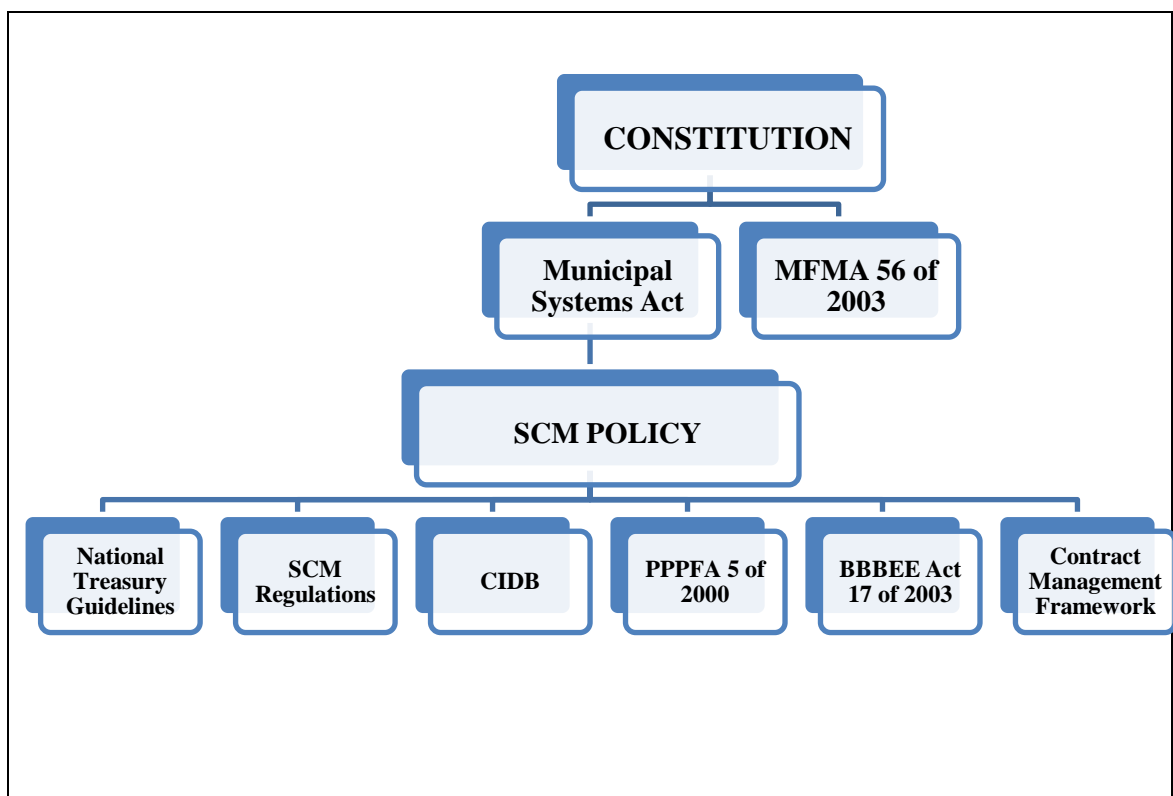 CONSTITUTION
Municipal
Systems Act
MFMA 56 of
2003
SCM POLICY
National
Treasury
Guidelines
SCM
Regulations
CIDB
PPPFA 5 of
2000
BBBEE Act
17 of 2003
Contract
Management
Framework